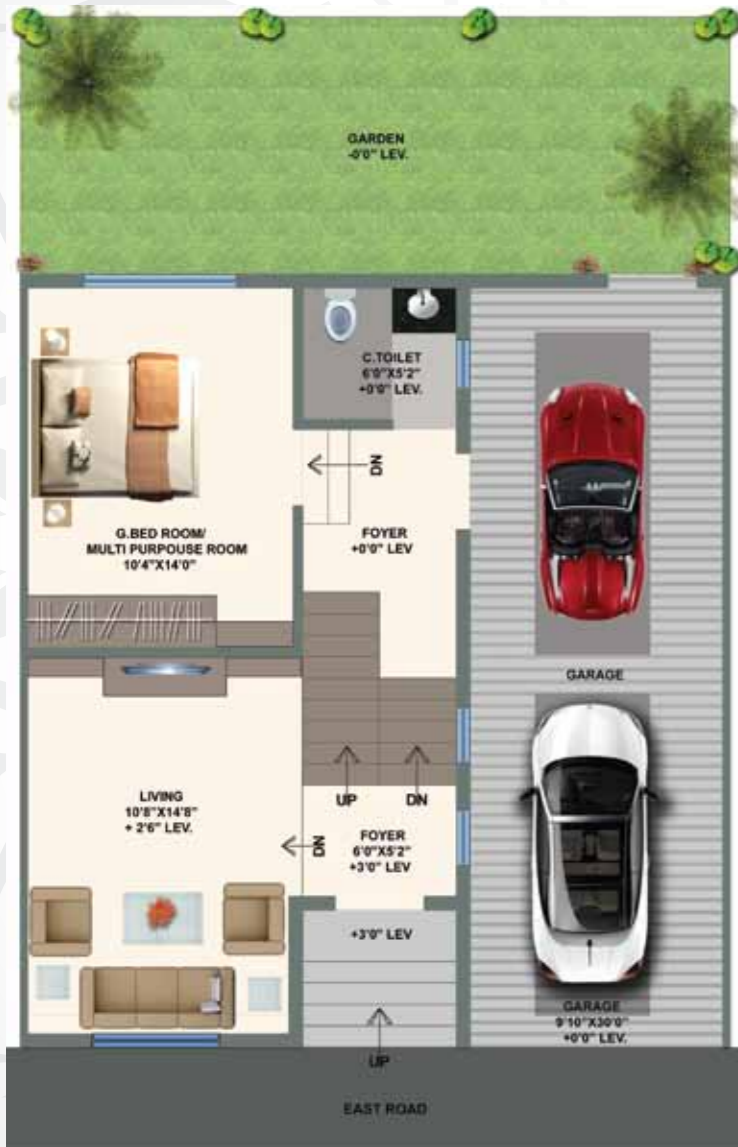 GARDEN
-0'0" LEV.
C.TOILET
6'0"X5'2"
+0'0" LEV.
DN
FOYER
+0'0" LEV
G.BED ROOM/
MULTI PURPOUSE ROOM
10'4"X14'0"
GARAGE
LIVING
10'8"X14'8"
+ 2'6" LEV.
UP
DN
DN
FOYER
6'0"X5'2"
+3'0" LEV
+3'0" LEV
GARAGE
9'10"X30'0"
+0'0" LEV.
UP
EAST ROAD